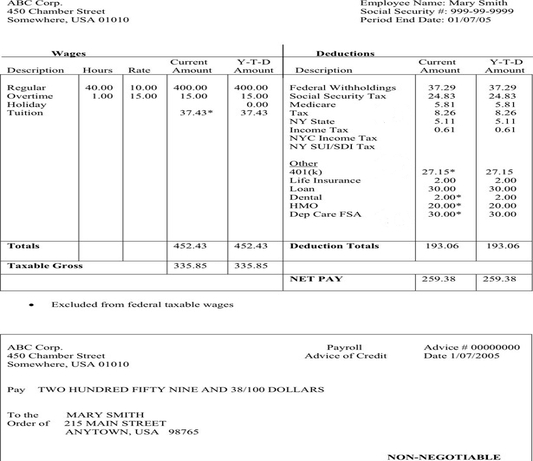 ABC Corp. Employee Name: Mary Smith
450 Chamber Street Social Security #: 999-99-9999
Somewhere, USA 01010 Period End Date: 01/07/05
Wages Deductions
Current Y-T-D Current Y-T-D
Description Hours Rate Amount Amount Description Amount Amount
Regular 40.00 10.00 400.00 400.00 Federal Withholdings 37.29 37.29
Overtime 1.00 15.00 15.00 15.00 Social Security Tax 24.83 24.83
Holiday 0.00 Medicare 5.81 5.81
Tuition 37.43* 37.43 Tax 8.26 8.26
NY State 5.11 5.11
Income Tax 0.61 0.61
NYC Income Tax
NY SUI/SDI Tax
Other
401(k) 27.15* 27.15
Life Insurance 2.00 2.00
Loan 30.00 30.00
Dental 2.00* 2.00
HMO 20.00* 20.00
Dep Care FSA 30.00* 30.00
Totals 452.43 452.43 Deduction Totals 193.06 193.06
Taxable Gross 335.85 335.85
NET PAY 259.38 259.38
• Excluded from federal taxable wages
ABC Corp. Payroll Advice # 00000000
450 Chamber Street Advice of Credit Date 1/07/2005
Somewhere, USA 01010
Pay TWO HUNDRED FIFTY NINE AND 38/100 DOLLARS
To the MARY SMITH
Order of 215 MAIN STREET
ANYTOWN, USA 98765
NON-NEGOTIABLE